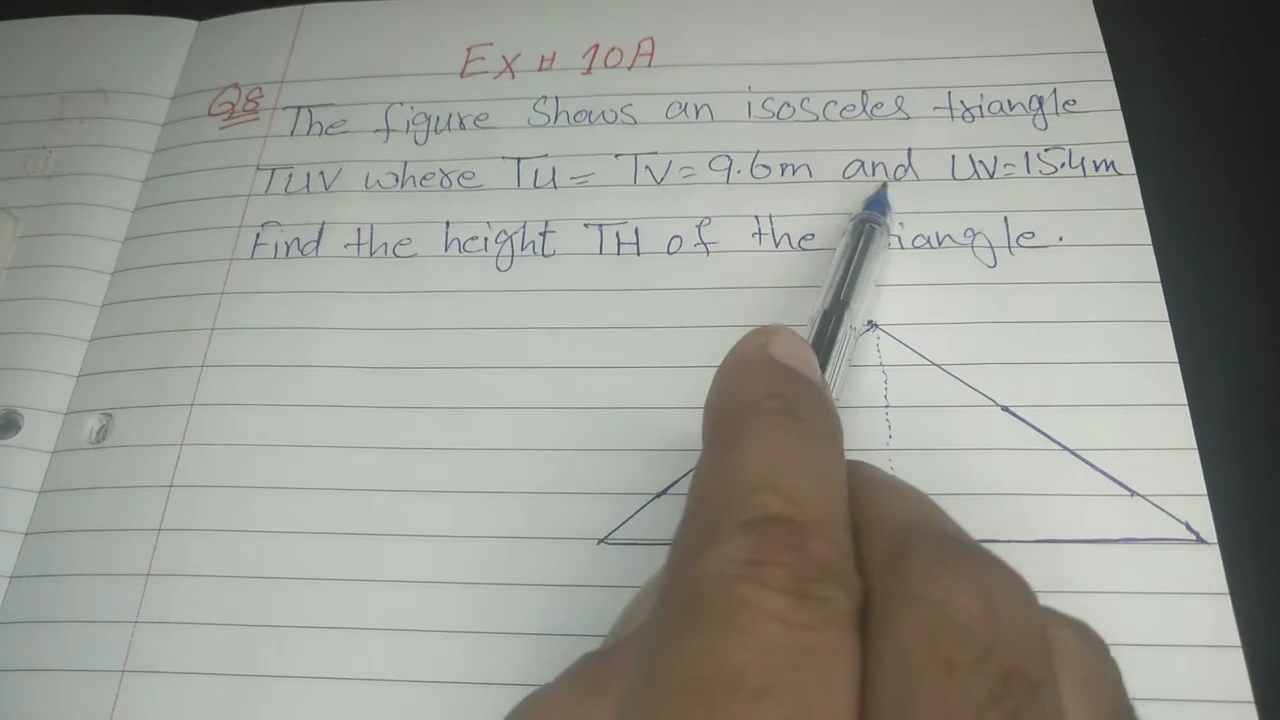 Ex # 10A
Q8 The figure Shows an isosceles triangle
TUV where TU = TV = 9.6m and UV = 15.4m
Find the height TH of the iangle.